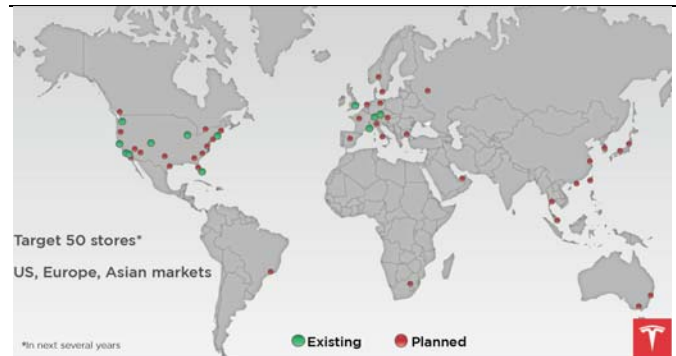 Target 50 stores*
US, Europe, Asian markets
*In next several years
Existing
Planned